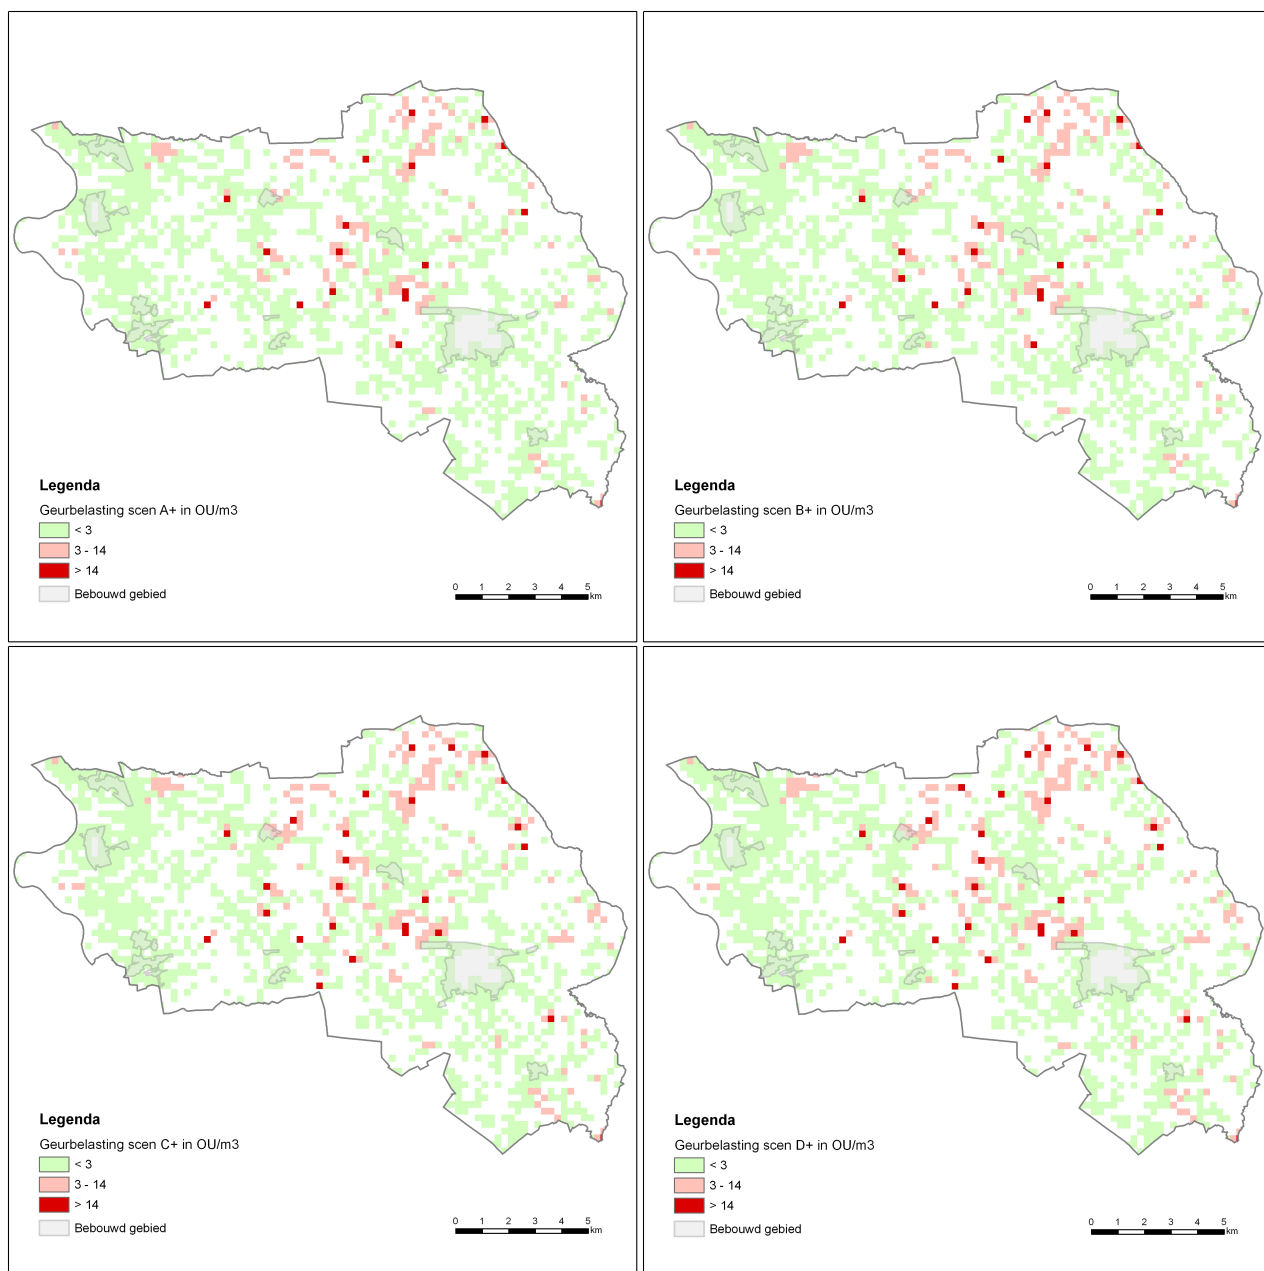 Legenda
Geurbelasting scen A+ in OU/m3
< 3
3 - 14
> 14
Bebouwd gebied
0 1 2 3 4 5
km
Legenda
Geurbelasting scen B+ in OU/m3
< 3
3 - 14
> 14
Bebouwd gebied
0 1 2 3 4 5
km
Legenda
Geurbelasting scen C+ in OU/m3
< 3
3 - 14
> 14
Bebouwd gebied
0 1 2 3 4 5
km
Legenda
Geurbelasting scen D+ in OU/m3
< 3
3 - 14
> 14
Bebouwd gebied
0 1 2 3 4 5
km